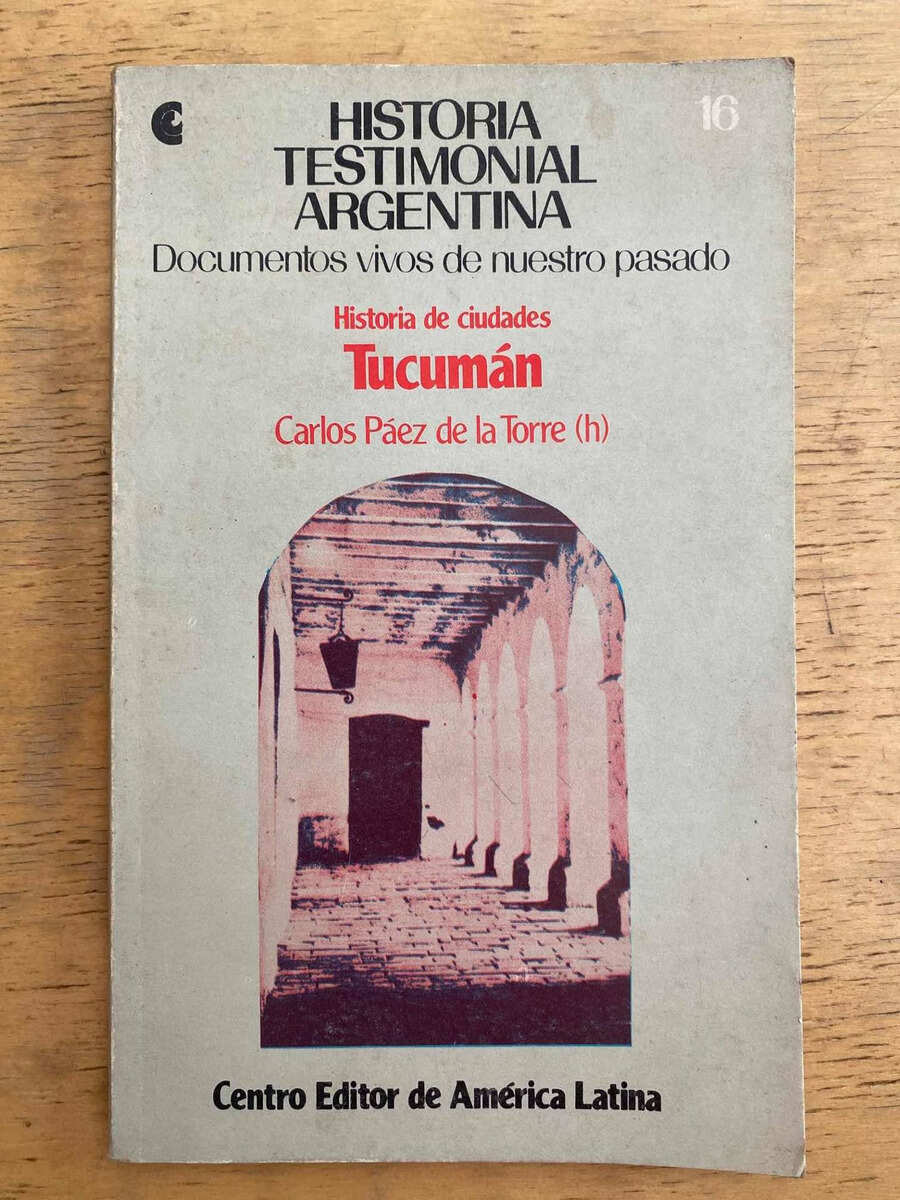 16
HISTORIA
TESTIMONIAL
ARGENTINA
Documentos vivos de nuestro pasado
Historia de ciudades
Tucumán
Carlos Páez de la Torre (h)
Centro Editor de América Latina